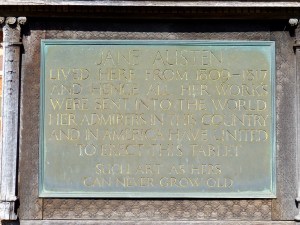 JANE AUSTEN
LIVED HERE FROM 1809–1817
AND HENCE ALL HER WORKS
WERE SENT INTO THE WORLD
HER ADMIRERS IN THIS COUNTRY
AND IN AMERICA HAVE UNITED
TO ERECT THIS TABLET
SUCH ART AS HERS
CAN NEVER GROW OLD